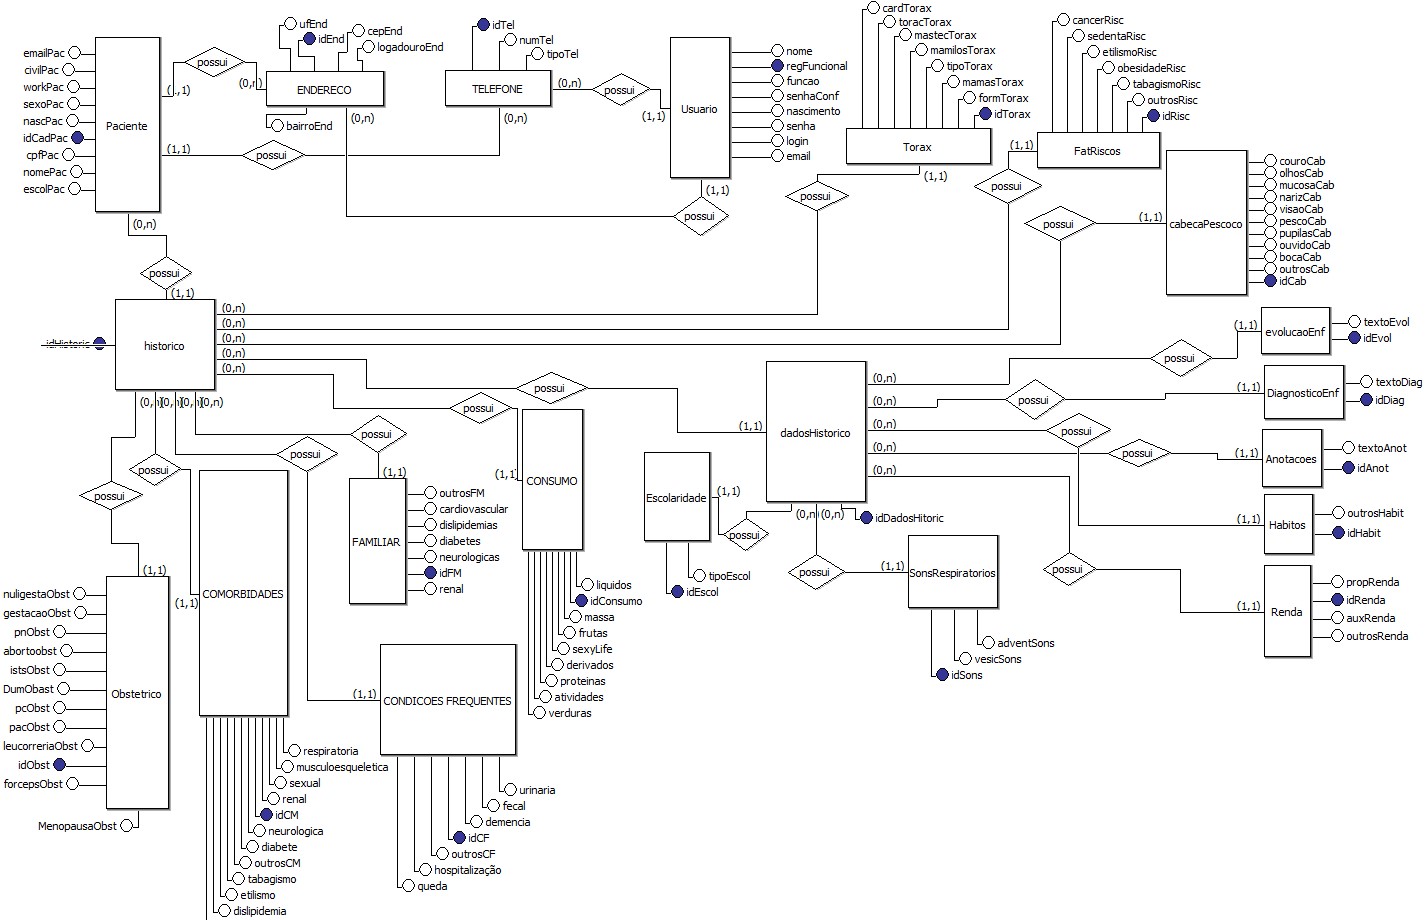 emailPac
civilPac
workPac
sexoPac
nascPac
idCadPac
cpfPac
nomePac
escolPac
Paciente
(1,1)
(1,1)
(0,n)
possui
(0,n)
ufEnd
idEnd
cepEnd
logadouroEnd
ENDERECO
bairroEnd
(0,n)
possui
idTel
numTel
tipoTel
TELEFONE
(0,n)
(0,n)
possui
(1,1)
Usuario
(1,1)
possui
nome
regFuncional
funcao
senhaConf
nascimento
senha
login
email
cardTorax
toracTorax
mastecTorax
mamilosTorax
tipoTorax
mamasTorax
formTorax
idTorax
Torax
(1,1)
possui
cancerRisc
sedentaRisc
etilismoRisc
obesidadeRisc
tabagismoRisc
outrosRisc
idRisc
FatRiscos
(1,1)
possui
possui
(1,1)
cabecaPescoco
couroCab
olhosCab
mucosaCab
narizCab
visaoCab
pescoCab
pupilasCab
ouvidoCab
bocaCab
outrosCab
idCab
possui
(1,1)
idHistoric
historico
(0,n)
(0,n)
(0,n)
(0,n)
(0,n)
(0,n)(0,n)(0,n)(0,n)
possui
possui
possui
possui
possui
possui
(1,1)
dadosHistorico
(0,n)
(0,n)
(0,n)
(0,n)
(0,n)
(0,n)
(0,n)
idDadosHitoric
possui
(1,1)
evolucaoEnf
textoEvol
idEvol
possui
(1,1)
DiagnosticoEnf
textoDiag
idDiag
possui
possui
(1,1)
Anotacoes
textoAnot
idAnot
(1,1)
Habitos
outrosHabit
idHabit
possui
(1,1)
Renda
propRenda
idRenda
auxRenda
outrosRenda
Escolaridade
(1,1)
possui
tipoEscol
idEscol
possui
(1,1)
SonsRespiratorios
adventSons
vesicSons
idSons
(1,1)
CONSUMO
liquidos
idConsumo
massa
frutas
sexyLife
derivados
proteinas
atividades
verduras
(1,1)
FAMILIAR
outrosFM
cardiovascular
dislipidemias
diabetes
neurologicas
idFM
renal
(1,1)
CONDICOES FREQUENTES
urinaria
fecal
demencia
idCF
outrosCF
hospitalização
queda
(1,1)
COMORBIDADES
respiratoria
musculoesqueletica
sexual
renal
idCM
neurologica
diabete
outrosCM
tabagismo
etilismo
dislipidemia
(1,1)
Obstetrico
nuligestaObst
gestacaoObst
pnObst
abortoobst
istsObst
DumObast
pcObst
pacObst
leucorreriaObst
idObst
forcepsObst
MenopausaObst